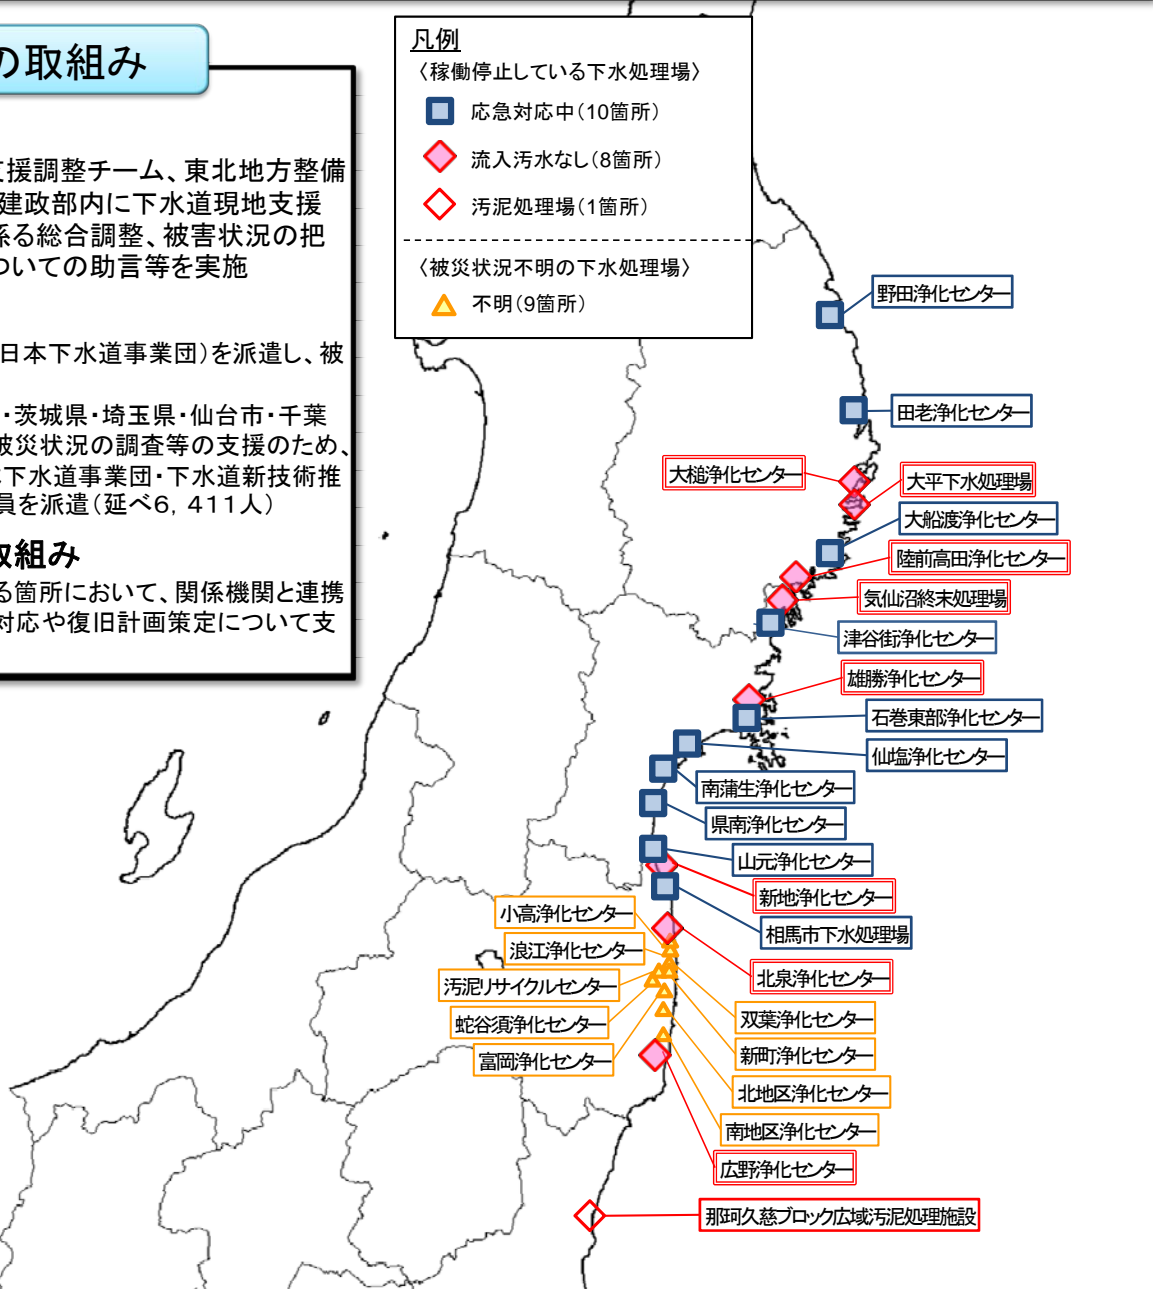 の取組み
支援調整チーム、東北地方整備
建政部内に下水道現地支援
係る総合調整、被害状況の把
ついての助言等を実施
日本下水道事業団)を派遣し、被
・茨城県・埼玉県・仙台市・千葉
被災状況の調査等の支援のため、
下水道事業団・下水道新技術推
員を派遣(延べ6,411人)
取組み
る箇所において、関係機関と連携
対応や復旧計画策定について支
凡例
〈稼働停止している下水処理場〉
応急対応中(10箇所)
流入汚水なし(8箇所)
汚泥処理場(1箇所)
〈被災状況不明の下水処理場〉
不明(9箇所)
野田浄化センター
田老浄化センター
大槌浄化センター
大平下水処理場
大船渡浄化センター
陸前高田浄化センター
気仙沼終末処理場
津谷街浄化センター
雄勝浄化センター
石巻東部浄化センター
仙塩浄化センター
南蒲生浄化センター
県南浄化センター
山元浄化センター
新地浄化センター
相馬市下水処理場
小高浄化センター
浪江浄化センター
北泉浄化センター
汚泥リサイクルセンター
双葉浄化センター
蛇谷須浄化センター
新町浄化センター
富岡浄化センター
北地区浄化センター
南地区浄化センター
広野浄化センター
那珂久慈ブロック広域汚泥処理施設